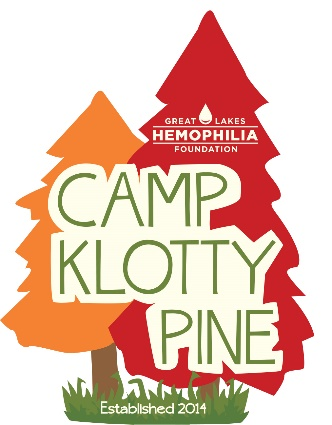 GREAT LAKES
HEMOPHILIA
FOUNDATION
CAMP
KLOTTY
PINE
Established 2014